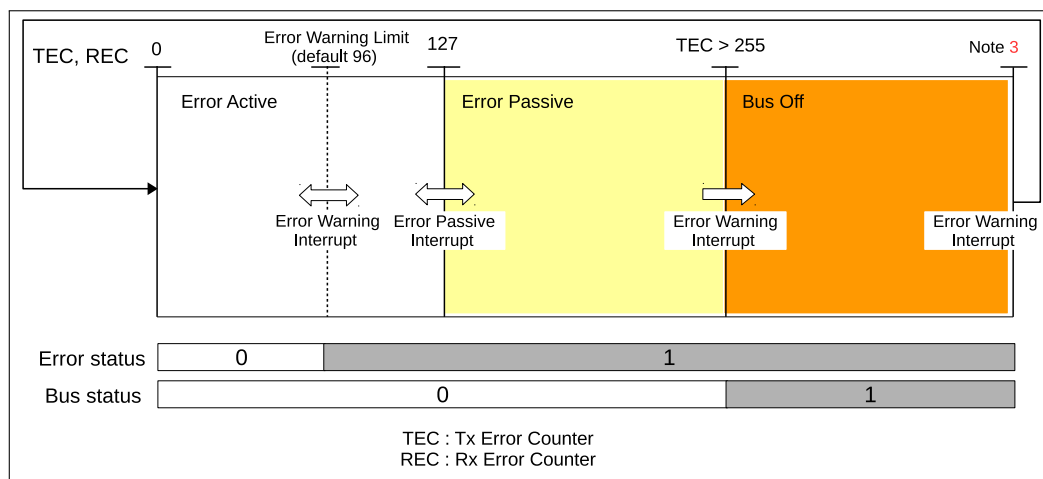 TEC, REC
0
Error Warning Limit
(default 96)
127
TEC > 255
Note 3
Error Active
Error Passive
Bus Off
Error Warning
Interrupt
Error Passive
Interrupt
Error Warning
Interrupt
Error Warning
Interrupt
Error status
0
1
Bus status
0
1
TEC : Tx Error Counter
REC : Rx Error Counter